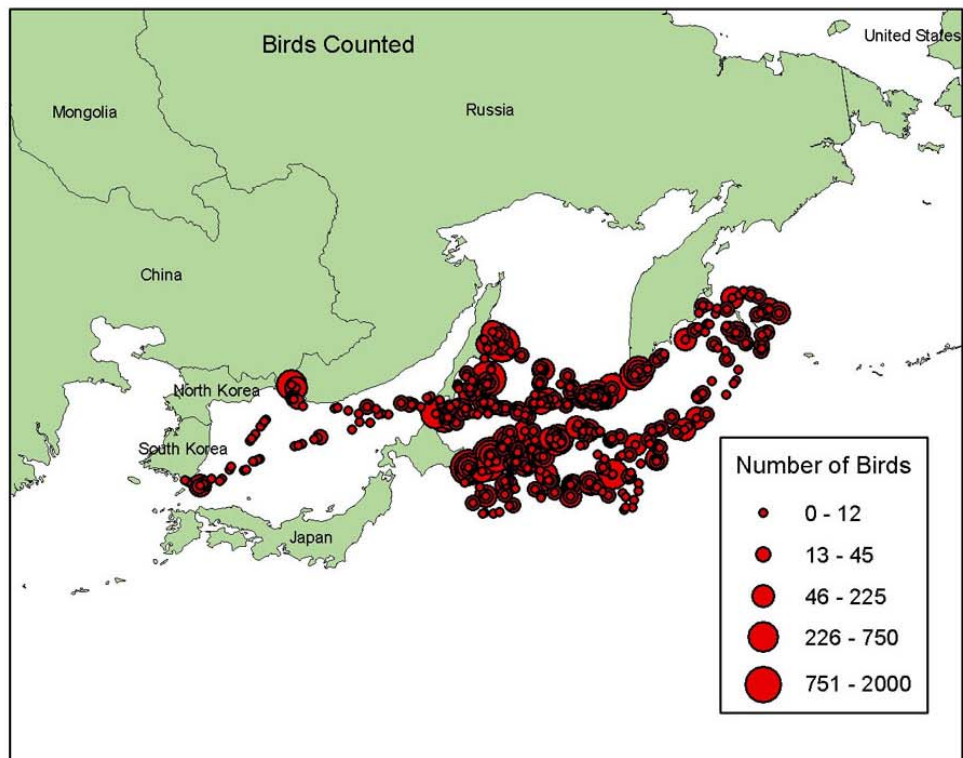 Birds Counted
United States
Mongolia
Russia
China
North Korea
South Korea
Japan
Number of Birds
0 - 12
13 - 45
46 - 225
226 - 750
751 - 2000